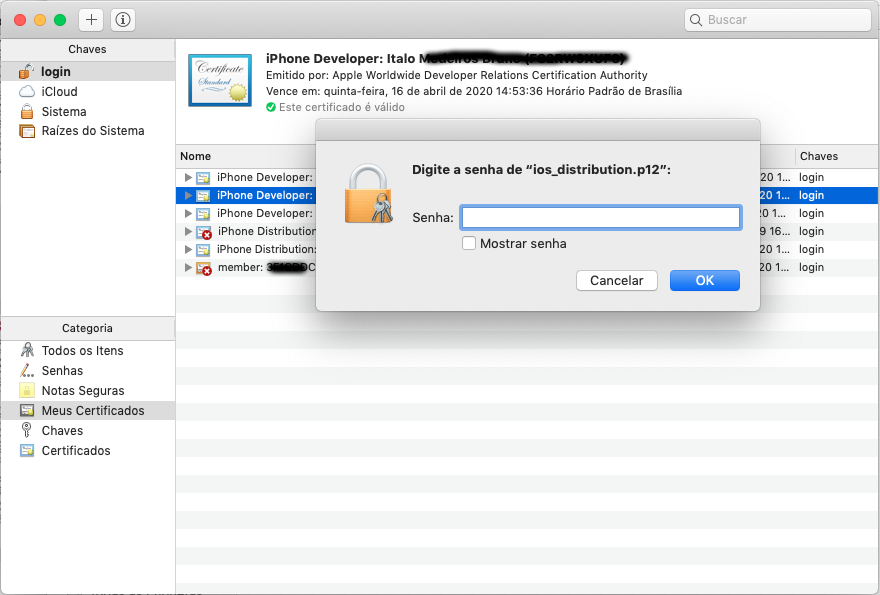 Buscar
Chaves
login
iCloud
Sistema
Raízes do Sistema
Certificate
Standard
iPhone Developer: Italo
Emitido por: Apple Worldwide Developer Relations Certification Authority
Vence em: quinta-feira, 16 de abril de 2020 14:53:36 Horário Padrão de Brasília
Este certificado é válido
Nome Chaves
iPhone Developer: 20 1... login
iPhone Developer: 20 1... login
iPhone Developer: 20 1... login
iPhone Distribution 9 16... login
iPhone Distribution: 20 1... login
member: 20 1... login
Digite a senha de “ios_distribution.p12”:
Senha:
Mostrar senha
Cancelar OK
Categoria
Todos os Itens
Senhas
Notas Seguras
Meus Certificados
Chaves
Certificados